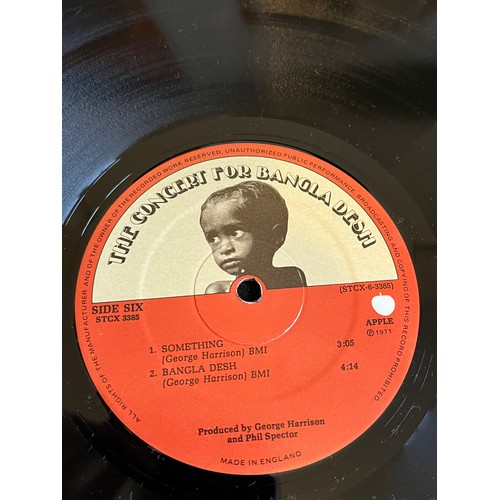 ALL RIGHTS OF THE MANUFACTURER AND OF THE OWNER OF THE RECORDED WORK RESERVED. UNAUTHORIZED PUBLIC PERFORMANCE, BROADCASTING AND COPYING OF THIS RECORD PROHIBITED
THE CONCERT FOR BANGLA DESH
(STCX-6-3385)
SIDE SIX
STCX 3385
APPLE
℗ 1971
1. SOMETHING 3:05
(George Harrison) BMI
2. BANGLA DESH 4:14
(George Harrison) BMI
Produced by George Harrison
and Phil Spector
MADE IN ENGLAND